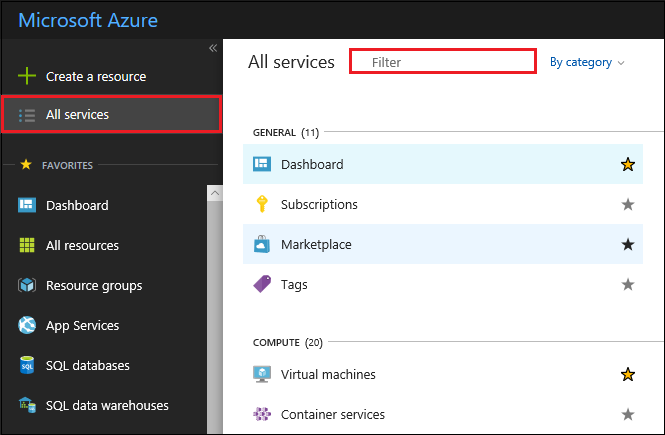 Microsoft Azure
Create a resource
All services
FAVORITES
Dashboard
All resources
Resource groups
App Services
SQL databases
SQL data warehouses
All services
Filter
By category
GENERAL (11)
Dashboard
Subscriptions
Marketplace
Tags
COMPUTE (20)
Virtual machines
Container services